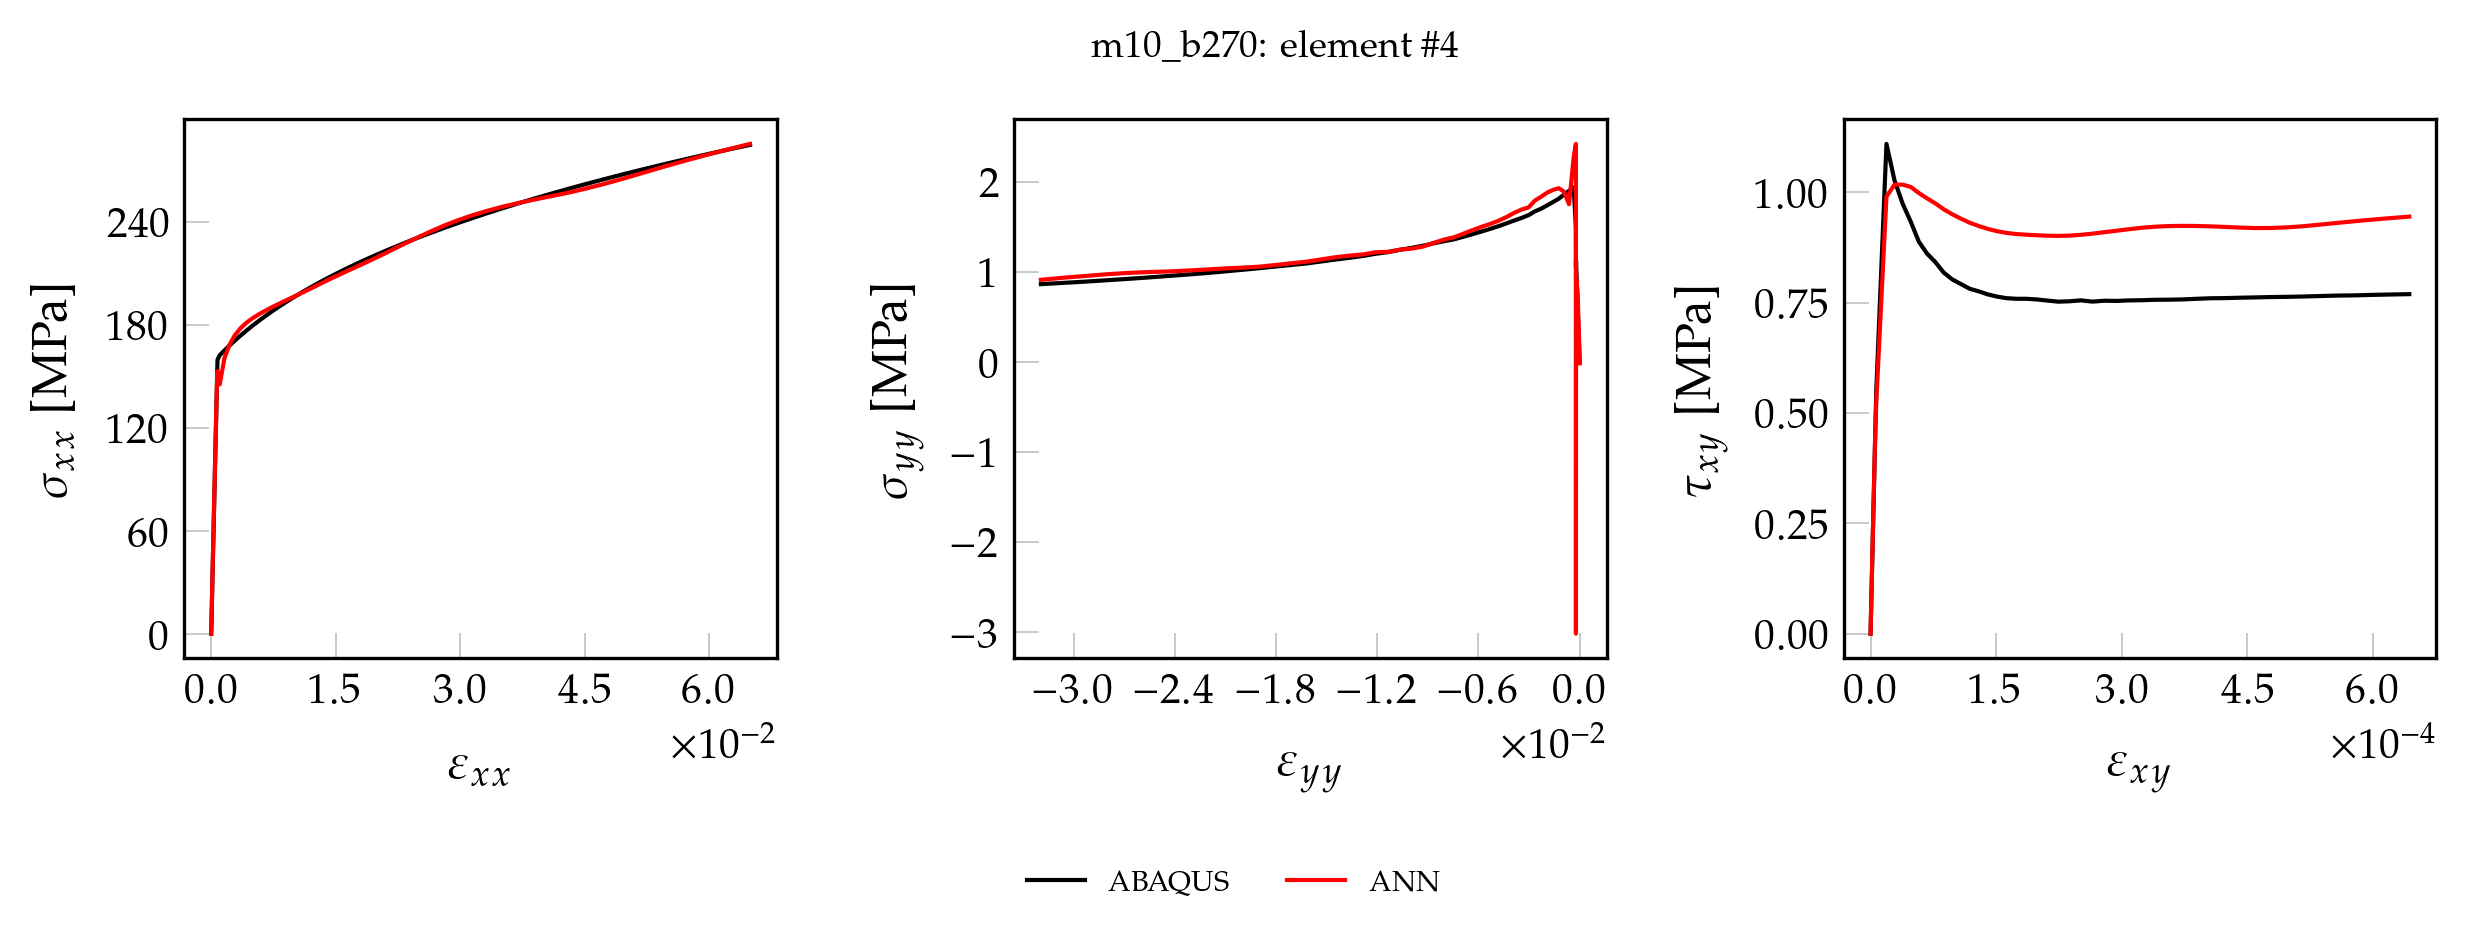 m10_b270: element #4
σxx [MPa]
240
180
120
60
0
0.0 1.5 3.0 4.5 6.0
×10−2
εxx
σyy [MPa]
2
1
0
−1
−2
−3
−3.0 −2.4 −1.8 −1.2 −0.6 0.0
×10−2
εyy
τxy [MPa]
1.00
0.75
0.50
0.25
0.00
0.0 1.5 3.0 4.5 6.0
×10−4
εxy
ABAQUS ANN